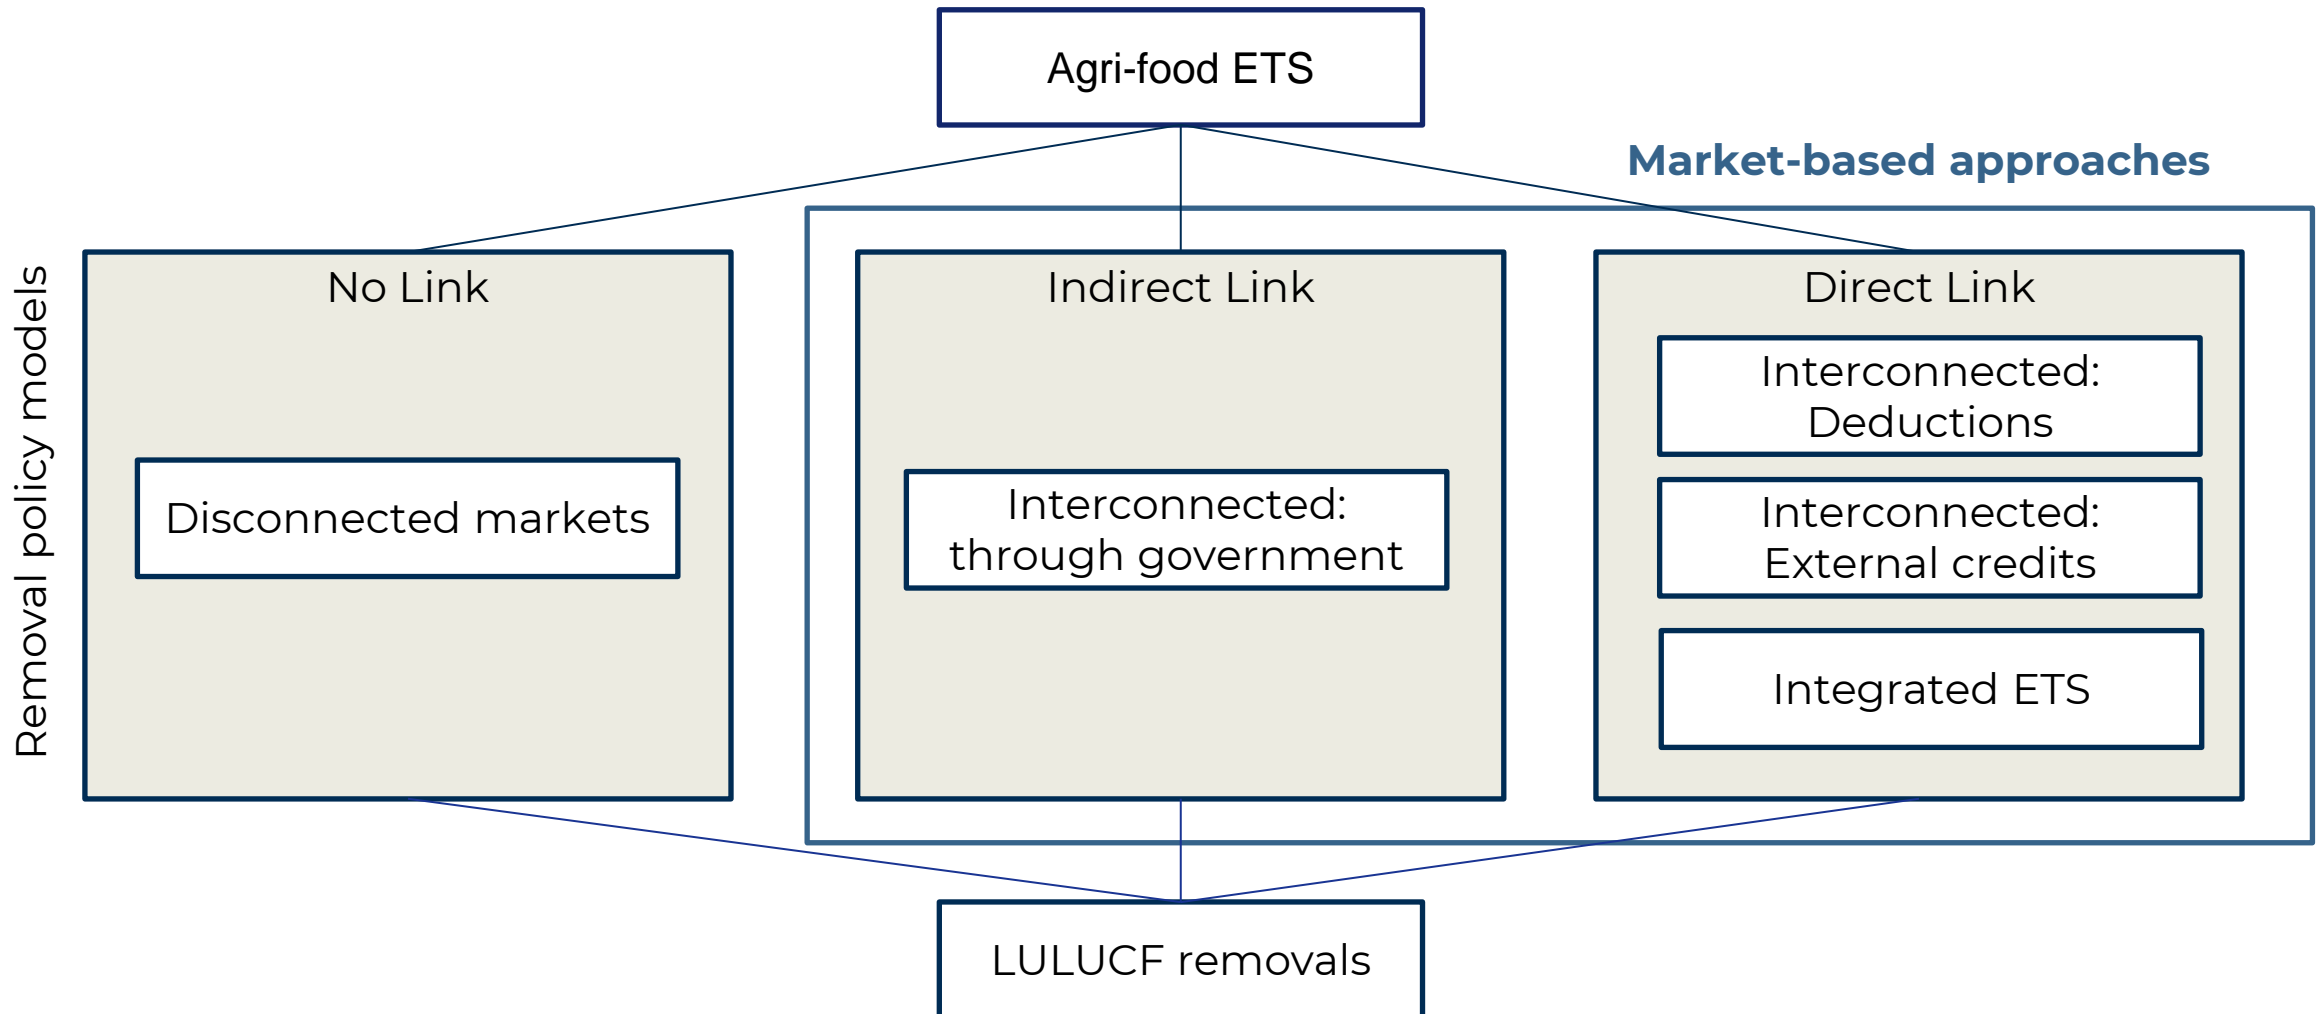 Agri-food ETS
Market-based approaches
Removal policy models
No Link
Disconnected markets
Indirect Link
Interconnected:
through government
Direct Link
Interconnected:
Deductions
Interconnected:
External credits
Integrated ETS
LULUCF removals